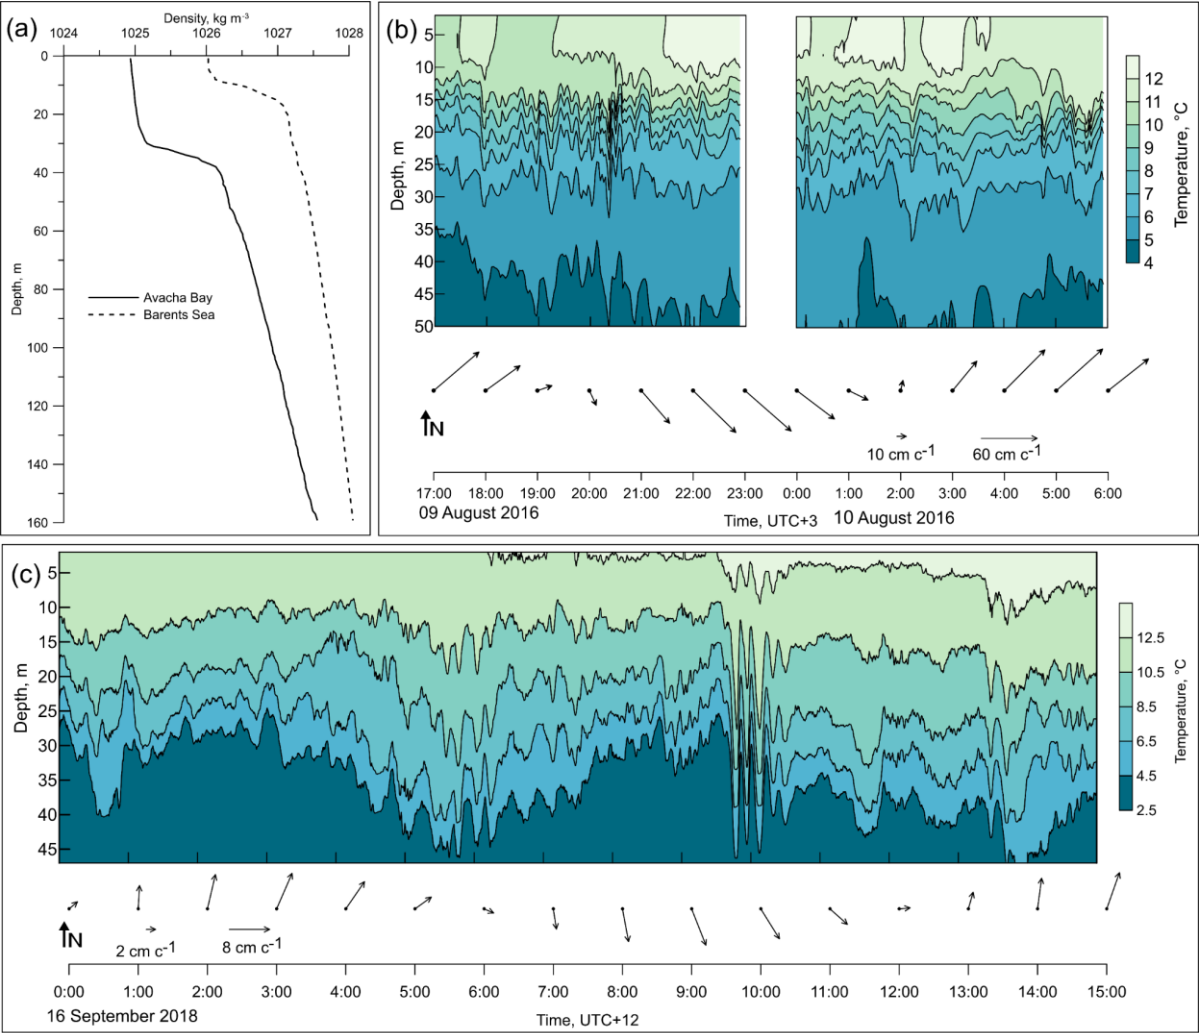 (a)
Density, kg m-3
1024 1025 1026 1027 1028
0
20
40
60
80
100
120
140
160
Depth, m
Avacha Bay
Barents Sea
(b)
5
10
15
20
25
30
35
40
45
50
Depth, m
12
11
10
9
8
7
6
5
4
Temperature, °C
N
10 cm c-1 60 cm c-1
17:00 18:00 19:00 20:00 21:00 22:00 23:00 0:00 1:00 2:00 3:00 4:00 5:00 6:00
09 August 2016 Time, UTC+3 10 August 2016
(c)
5
10
15
20
25
30
35
40
45
Depth, m
12.5
10.5
8.5
6.5
4.5
2.5
Temperature, °C
N
2 cm c-1 8 cm c-1
0:00 1:00 2:00 3:00 4:00 5:00 6:00 7:00 8:00 9:00 10:00 11:00 12:00 13:00 14:00 15:00
16 September 2018 Time, UTC+12